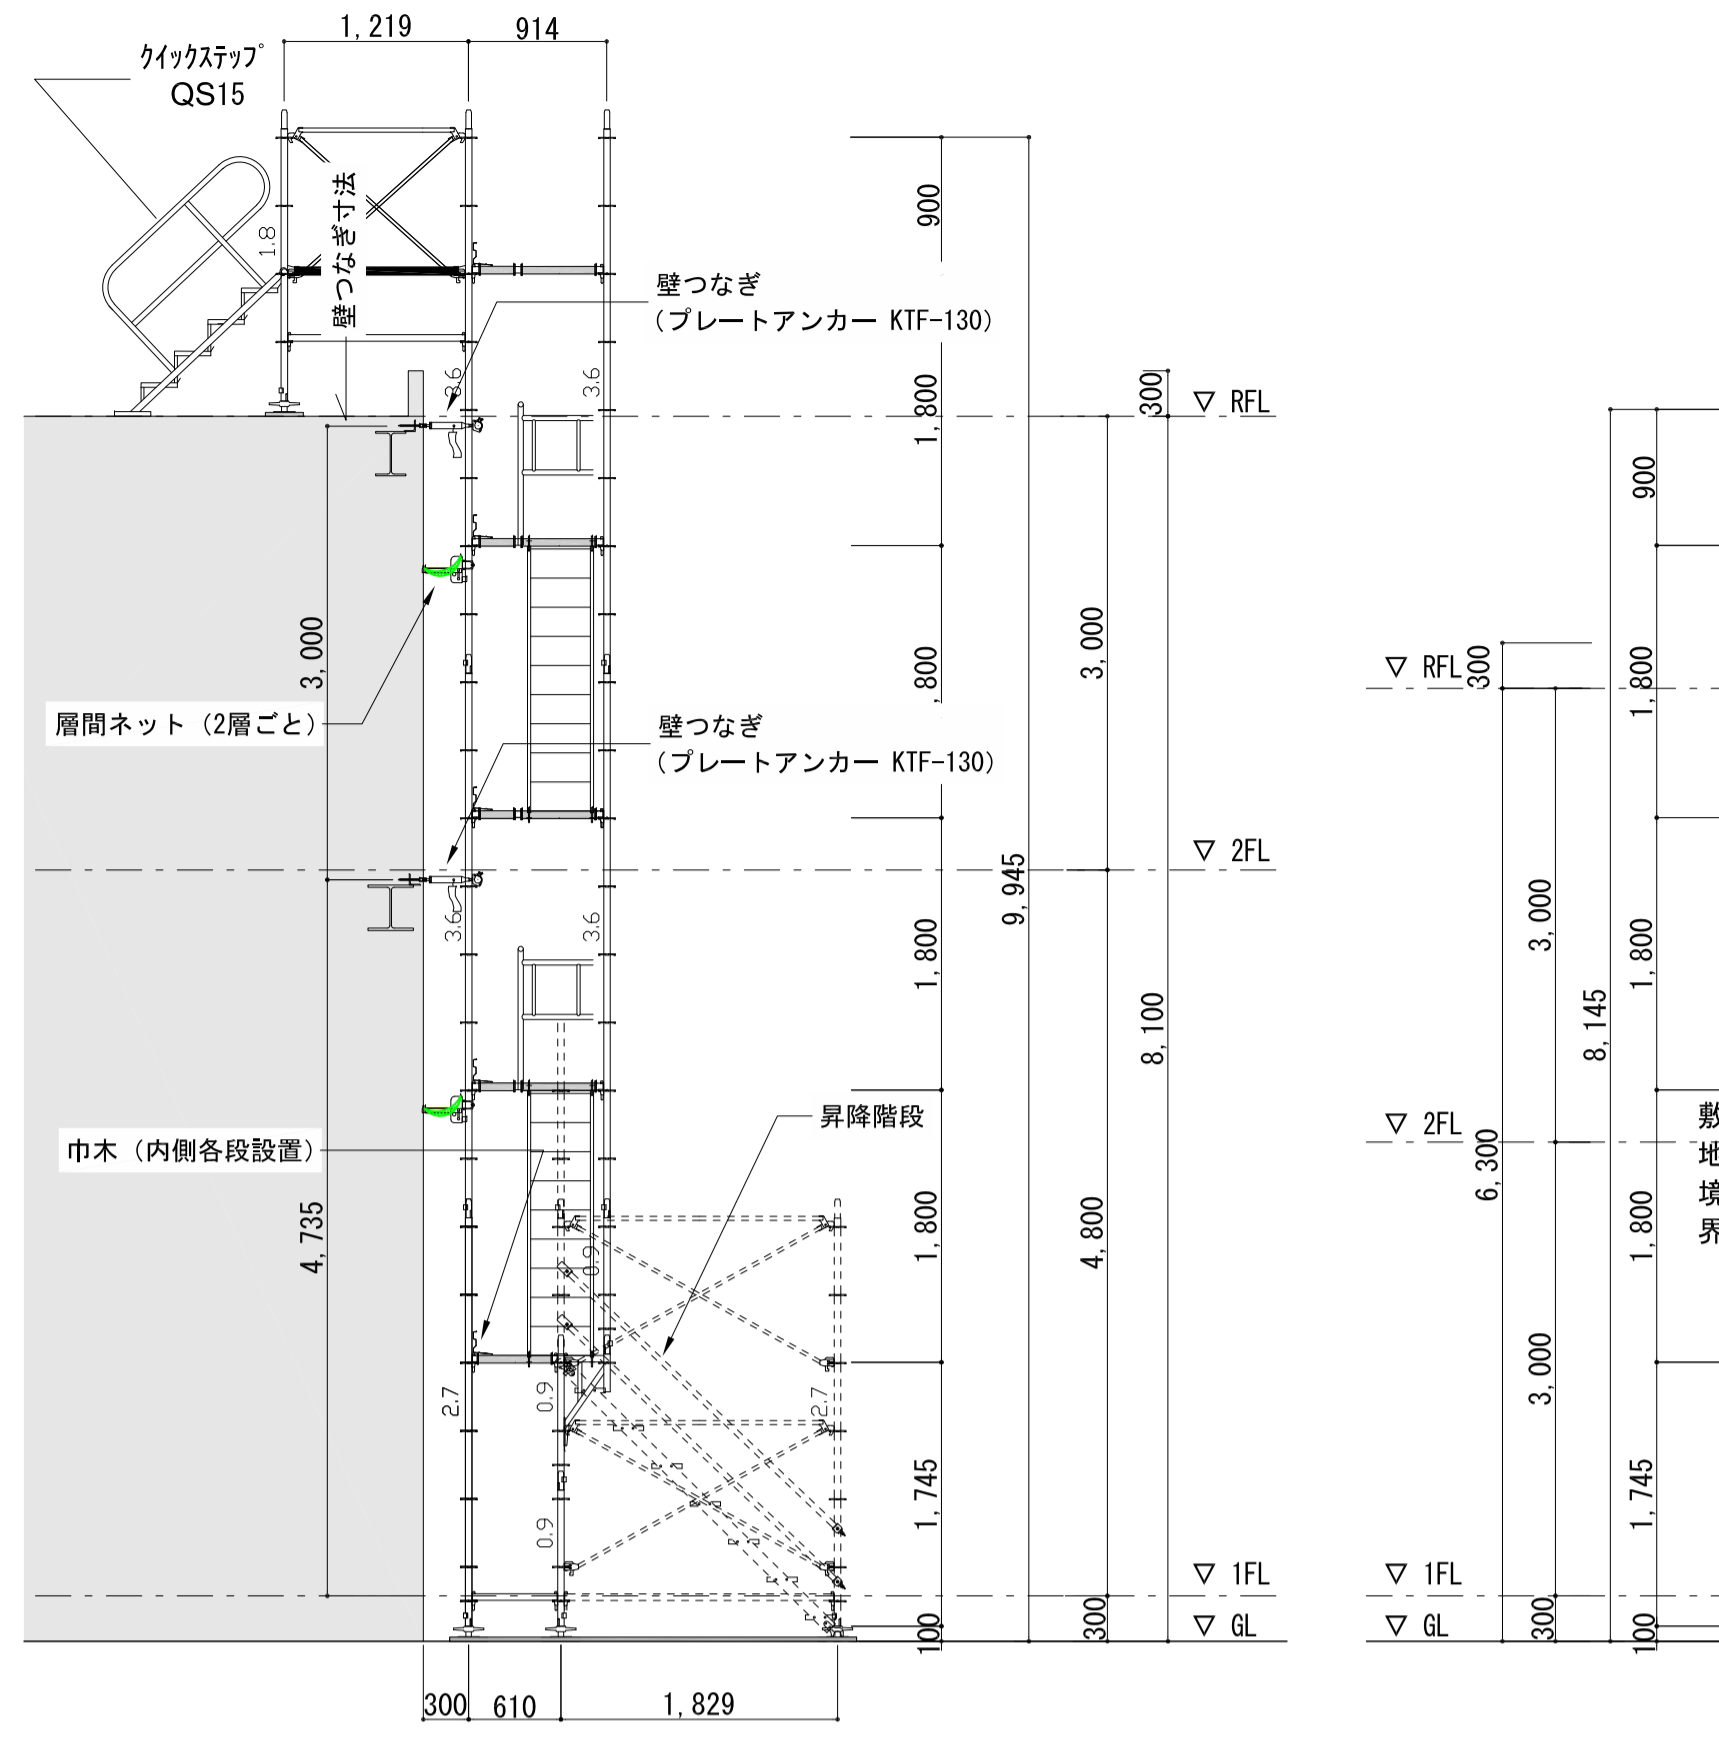 1,219
914
クイックステップ
QS15
1.8
壁つなぎ寸法
壁つなぎ
(プレートアンカー KTF-130)
3.6
3.6
層間ネット (2層ごと)
壁つなぎ
(プレートアンカー KTF-130)
3.6
3.6
巾木 (内側各段設置)
昇降階段
0.9
2.7
0.9
2.7
0.9
3,000
4,735
300
610
1,829
900
1,800
1,800
1,800
1,800
1,745
100
9,945
3,000
4,800
300
300
8,100
▽ RFL
▽ 2FL
▽ 1FL
▽ GL
▽ RFL
▽ 2FL
▽ 1FL
▽ GL
300
6,300
3,000
3,000
300
8,145
900
1,800
1,800
1,800
1,745
100
敷
地
境
界